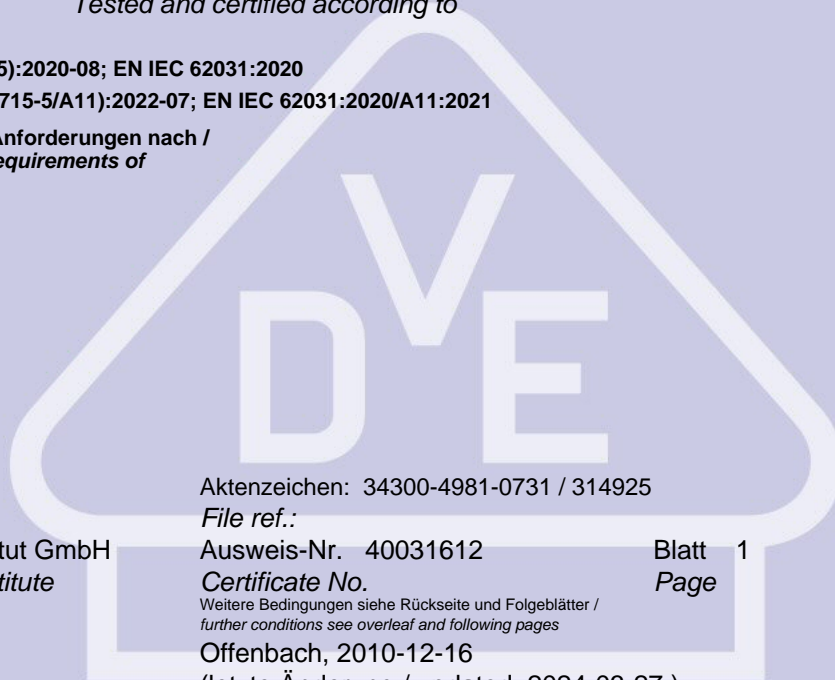 Tested and certified according to
5):2020-08; EN IEC 62031:2020
715-5/A11):2022-07; EN IEC 62031:2020/A11:2021
Anforderungen nach /
equirements of
V
D E
Aktenzeichen: 34300-4981-0731 / 314925
File ref.:
tut GmbH Ausweis-Nr. 40031612 Blatt 1
titute Certificate No. Page
Weitere Bedingungen siehe Rückseite und Folgeblätter /
further conditions see overleaf and following pages
Offenbach, 2010-12-16
(letzte Änderung / updated